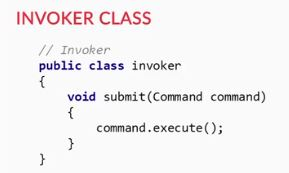 INVOKER CLASS
// Invoker
public class invoker
{
void submit(Command command)
{
command.execute();
}
}